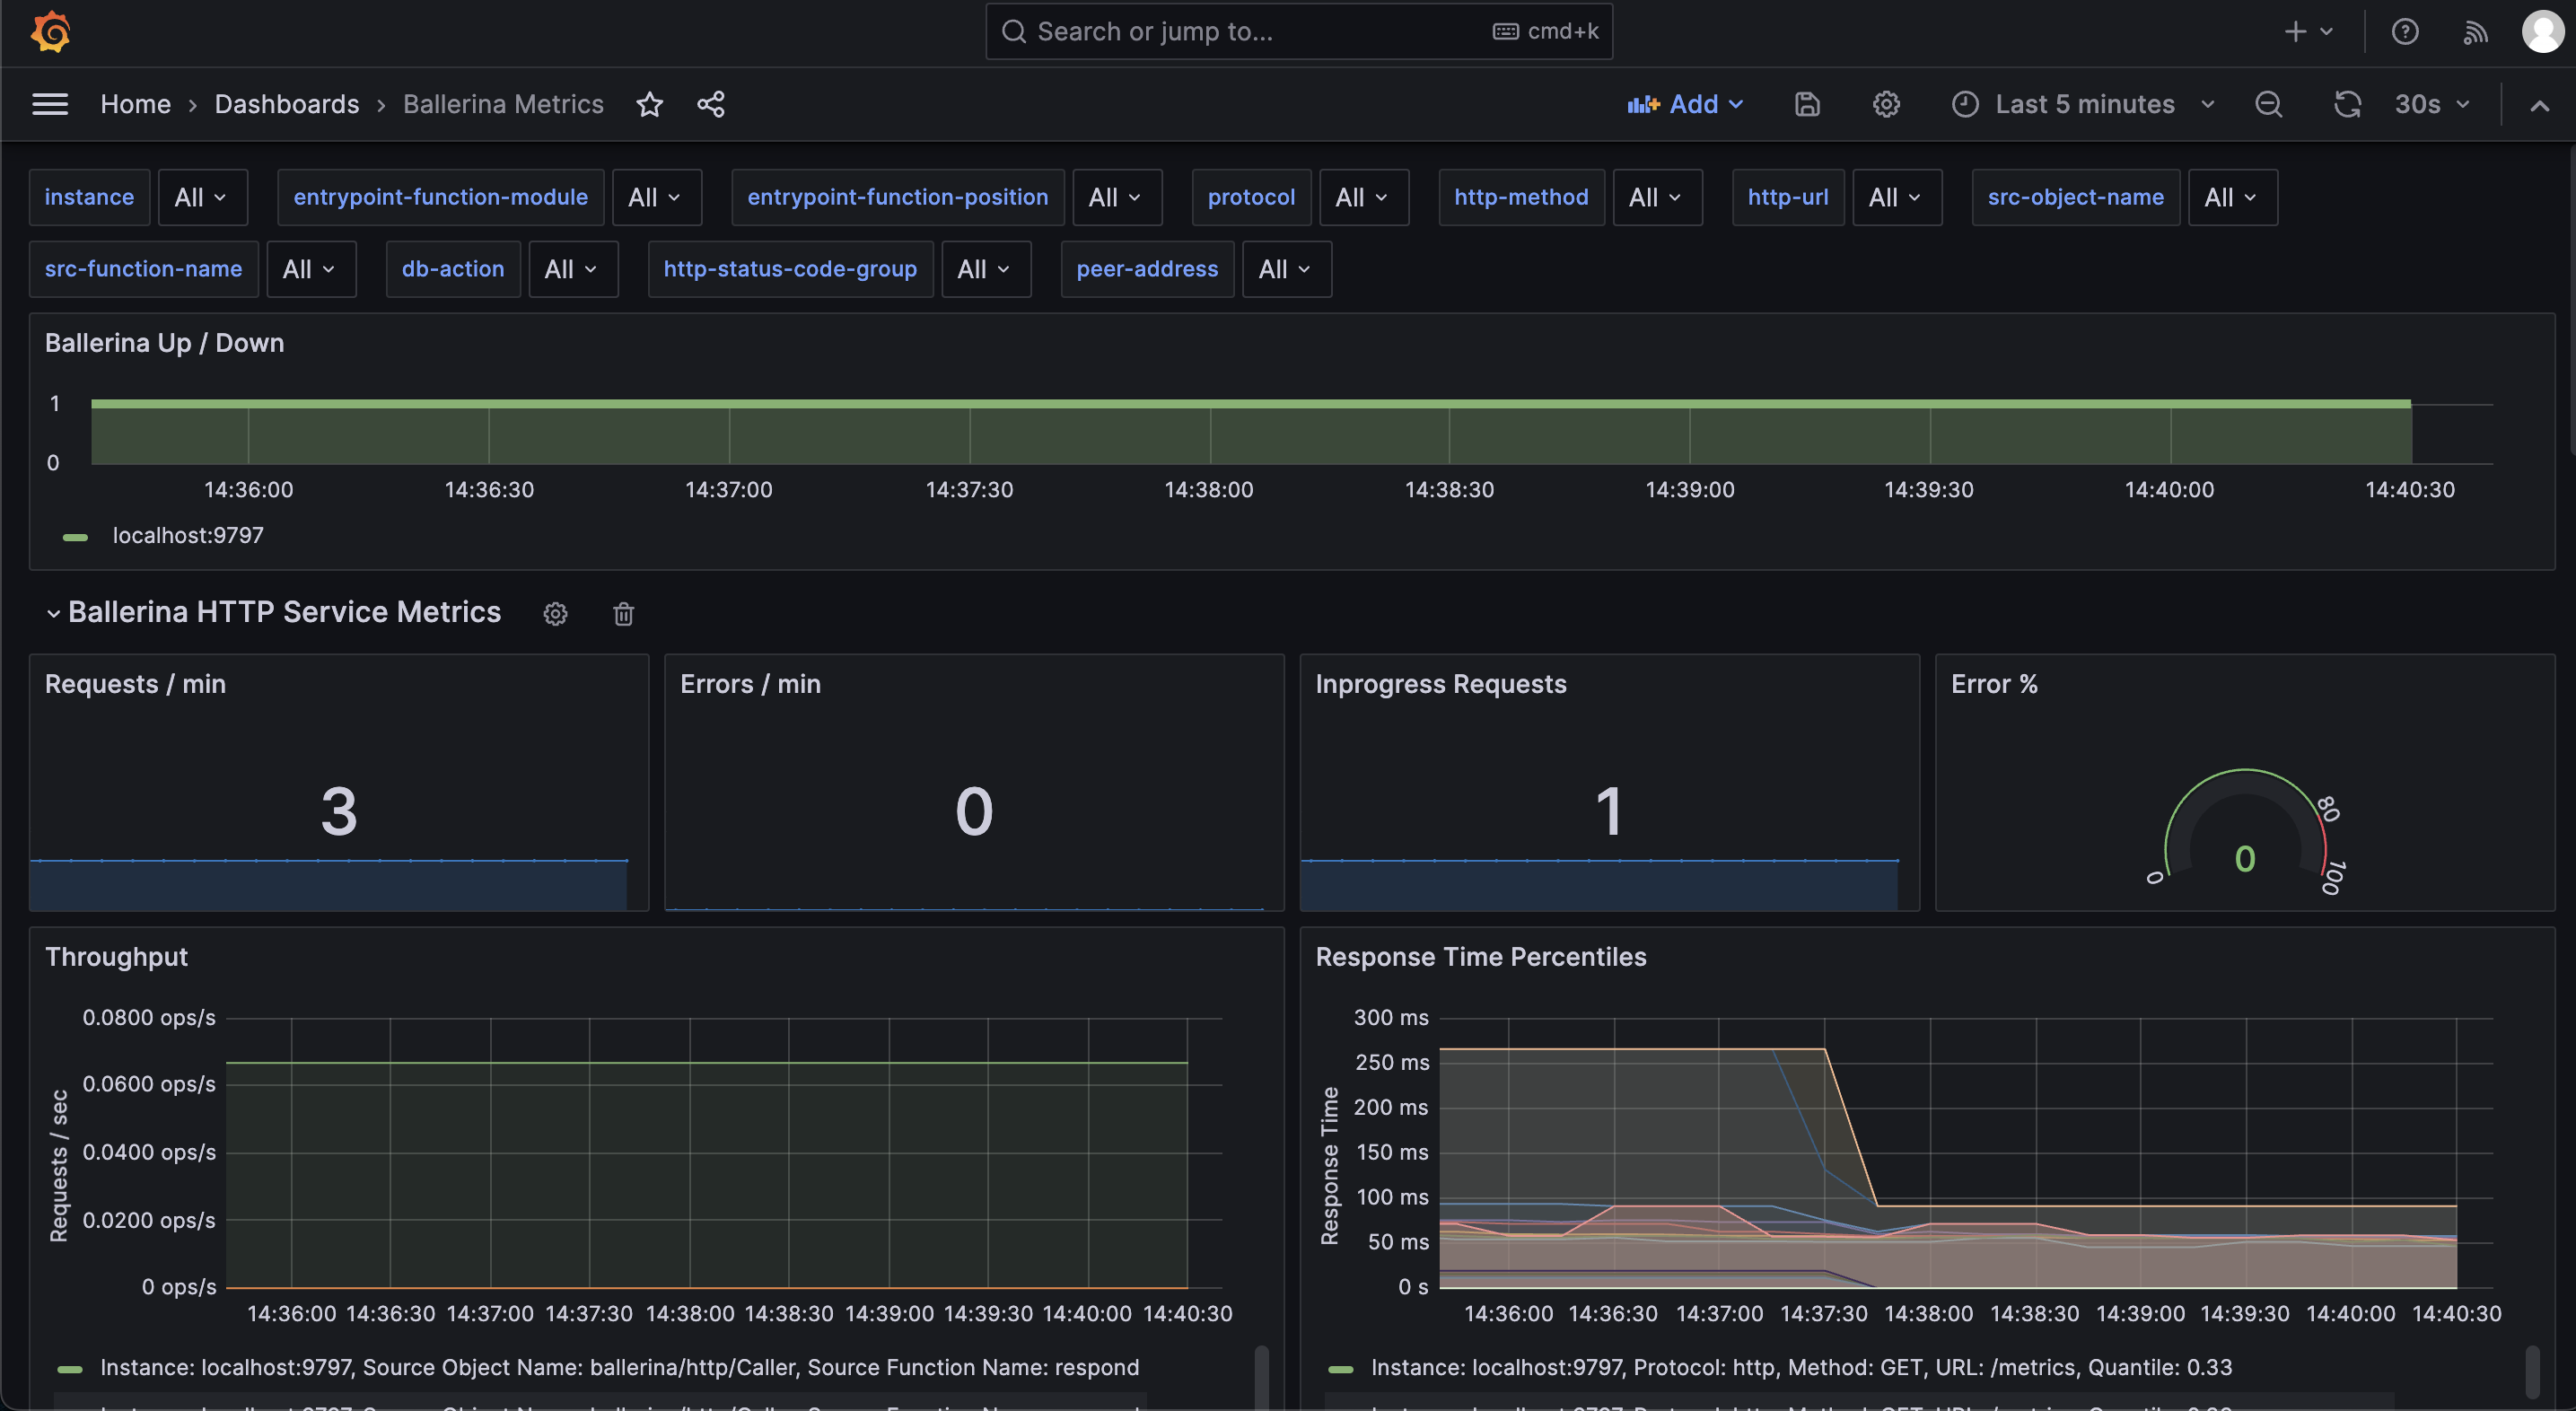 Search or jump to... cmd+k
Home › Dashboards › Ballerina Metrics Add Last 5 minutes 30s
instance All entrypoint-function-module All entrypoint-function-position All protocol All http-method All http-url All src-object-name All
src-function-name All db-action All http-status-code-group All peer-address All
Ballerina Up / Down
1
0
14:36:00 14:36:30 14:37:00 14:37:30 14:38:00 14:38:30 14:39:00 14:39:30 14:40:00 14:40:30
localhost:9797
Ballerina HTTP Service Metrics
Requests / min
3
Errors / min
0
Inprogress Requests
1
Error %
0
80
100
0
Throughput
Requests / sec
0.0800 ops/s
0.0600 ops/s
0.0400 ops/s
0.0200 ops/s
0 ops/s
14:36:00 14:36:30 14:37:00 14:37:30 14:38:00 14:38:30 14:39:00 14:39:30 14:40:00 14:40:30
Instance: localhost:9797, Source Object Name: ballerina/http/Caller, Source Function Name: respond
Response Time Percentiles
Response Time
300 ms
250 ms
200 ms
150 ms
100 ms
50 ms
0 s
14:36:00 14:36:30 14:37:00 14:37:30 14:38:00 14:38:30 14:39:00 14:39:30 14:40:00 14:40:30
Instance: localhost:9797, Protocol: http, Method: GET, URL: /metrics, Quantile: 0.33